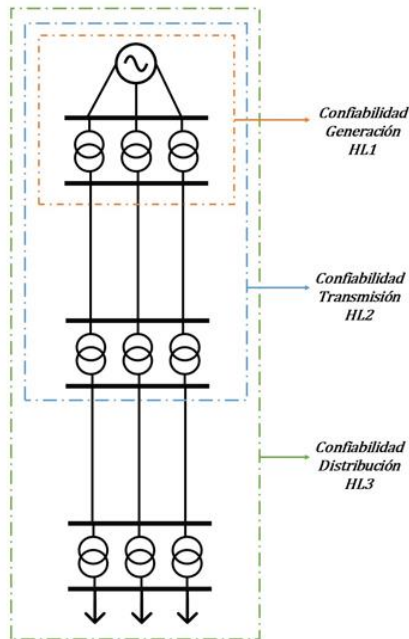 Confiabilidad
Generación
HL1
Confiabilidad
Transmisión
HL2
Confiabilidad
Distribución
HL3